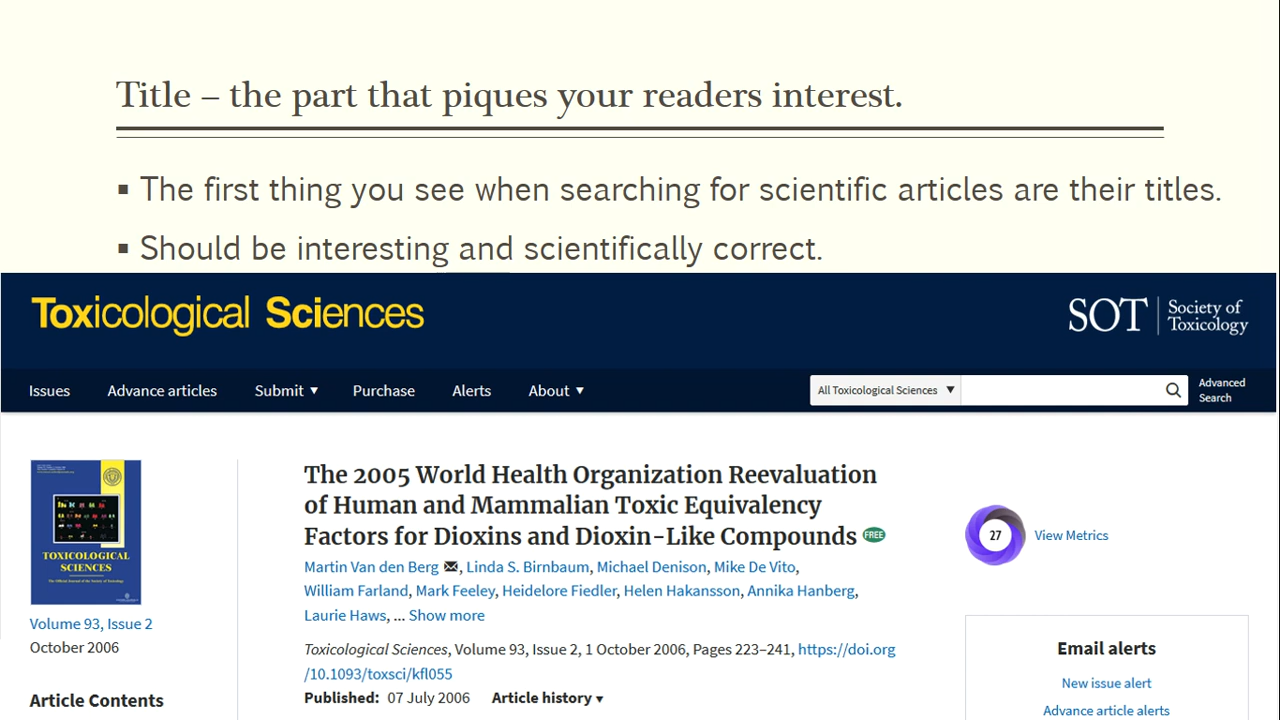 Title – the part that piques your readers interest.
▪ The first thing you see when searching for scientific articles are their titles.
▪ Should be interesting and scientifically correct.
Toxicological Sciences
SOT
Society of
Toxicology
Issues Advance articles Submit ▼ Purchase Alerts About ▼
All Toxicological Sciences ▼
Advanced
Search
TOXICOLOGICAL
SCIENCES
Volume 93, Issue 2
October 2006
Article Contents
The 2005 World Health Organization Reevaluation
of Human and Mammalian Toxic Equivalency
Factors for Dioxins and Dioxin-Like Compounds FREE
Martin Van den Berg ✉, Linda S. Birnbaum, Michael Denison, Mike De Vito,
William Farland, Mark Feeley, Heidelore Fiedler, Helen Hakansson, Annika Hanberg,
Laurie Haws, ... Show more
Toxicological Sciences, Volume 93, Issue 2, 1 October 2006, Pages 223–241, https://doi.org
/10.1093/toxsci/kfl055
Published: 07 July 2006 Article history ▾
27 View Metrics
Email alerts
New issue alert
Advance article alerts